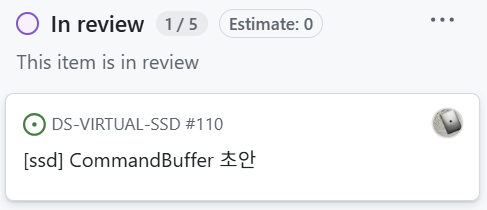 In review 1 / 5 Estimate: 0
This item is in review
DS-VIRTUAL-SSD #110
[ssd] CommandBuffer 초안